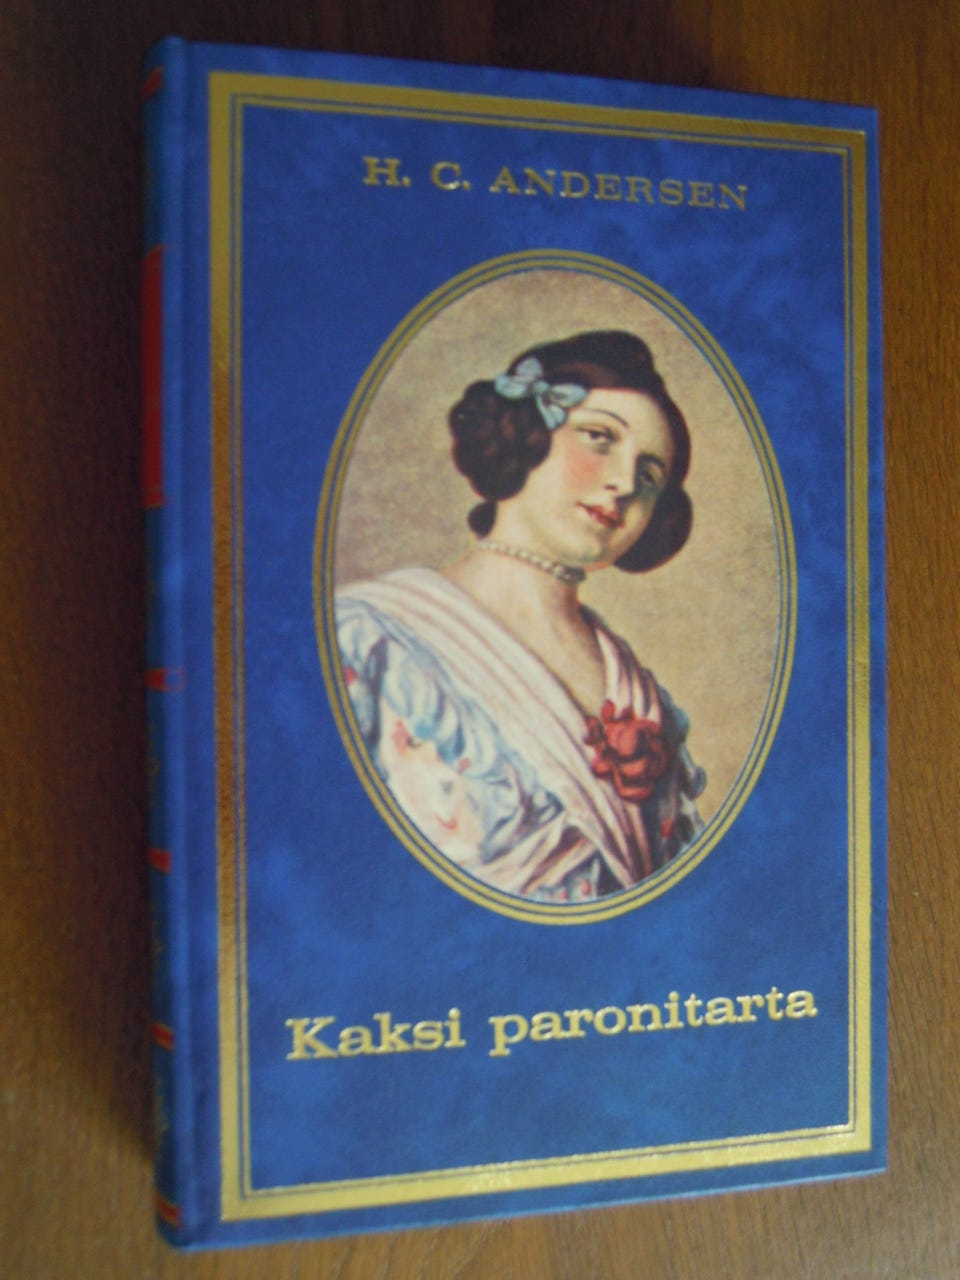 H. C. ANDERSEN
Kaksi paronitarta